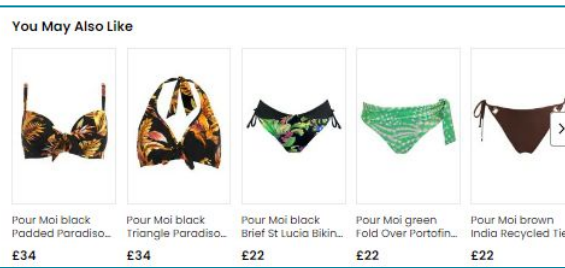 You May Also Like
Pour Moi black
Padded Paradiso...
£34
Pour Moi black
Triangle Paradiso...
£34
Pour Moi black
Brief St Lucia Bikin...
£22
Pour Moi green
Fold Over Portofin...
£22
Pour Moi brown
India Recycled Tie
£22